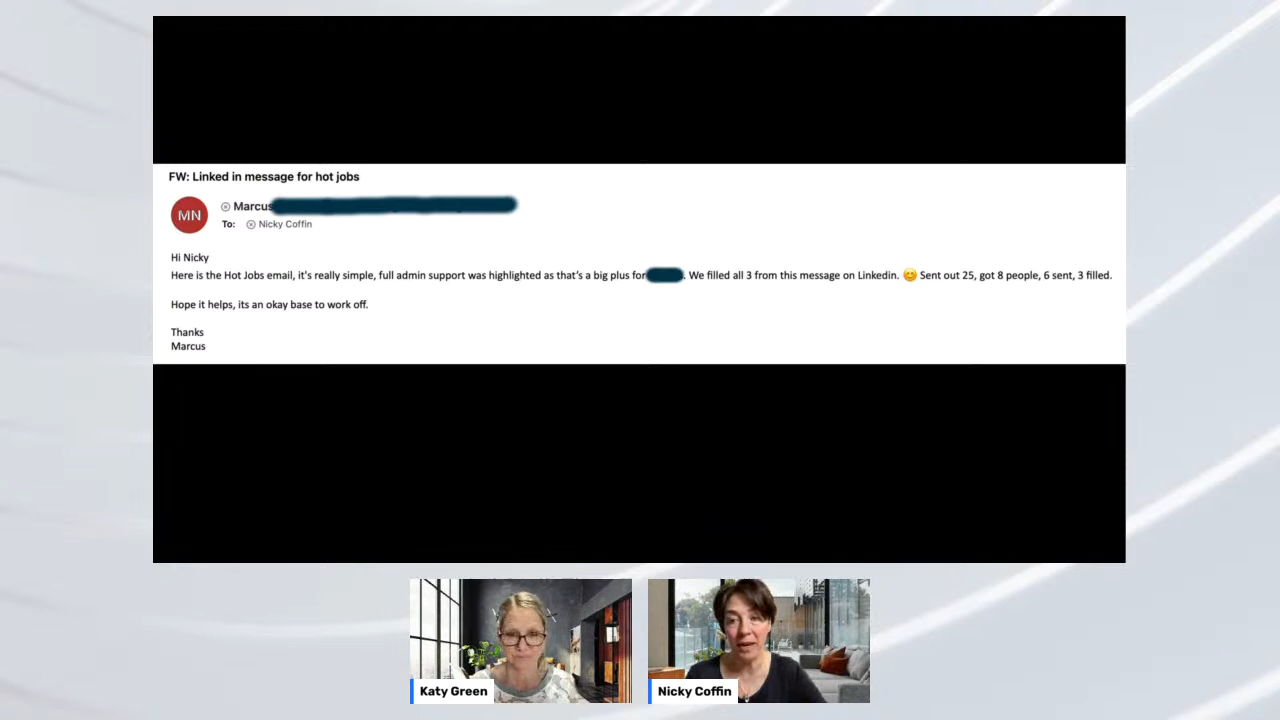 FW: Linked in message for hot jobs
MN
Marcus
To: Nicky Coffin
Hi Nicky
Here is the Hot Jobs email, it's really simple, full admin support was highlighted as that's a big plus for . We filled all 3 from this message on Linkedin. 😊 Sent out 25, got 8 people, 6 sent, 3 filled.
Hope it helps, its an okay base to work off.
Thanks
Marcus
Katy Green
Nicky Coffin